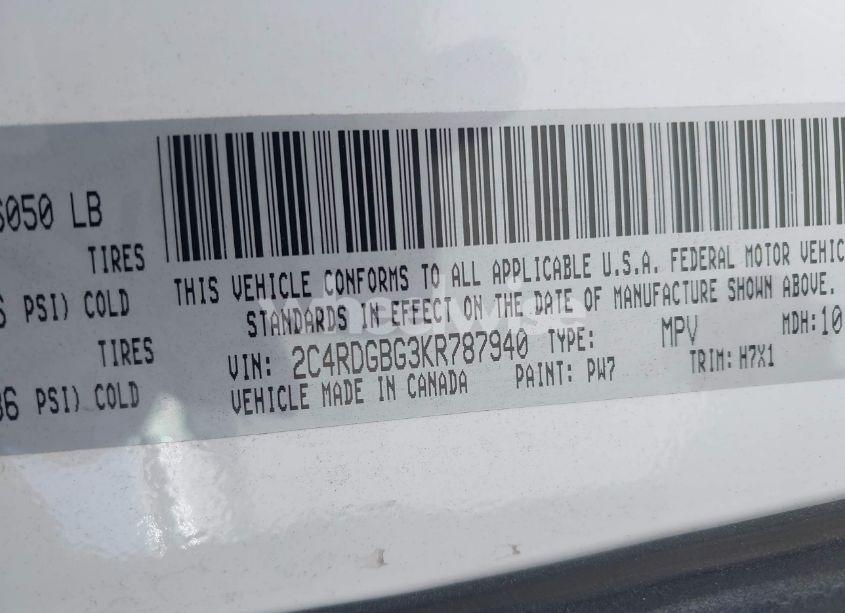 6050 LB
TIRES
PSI) COLD
TIRES
36 PSI) COLD
THIS VEHICLE CONFORMS TO ALL APPLICABLE U.S.A. FEDERAL MOTOR VEHIC
STANDARDS IN EFFECT ON THE DATE OF MANUFACTURE SHOWN ABOVE.
VIN: 2C4RDGBG3KR787940 TYPE: MPV MDH: 10
VEHICLE MADE IN CANADA PAINT: PW7 TRIM: H7X1
wheelwise